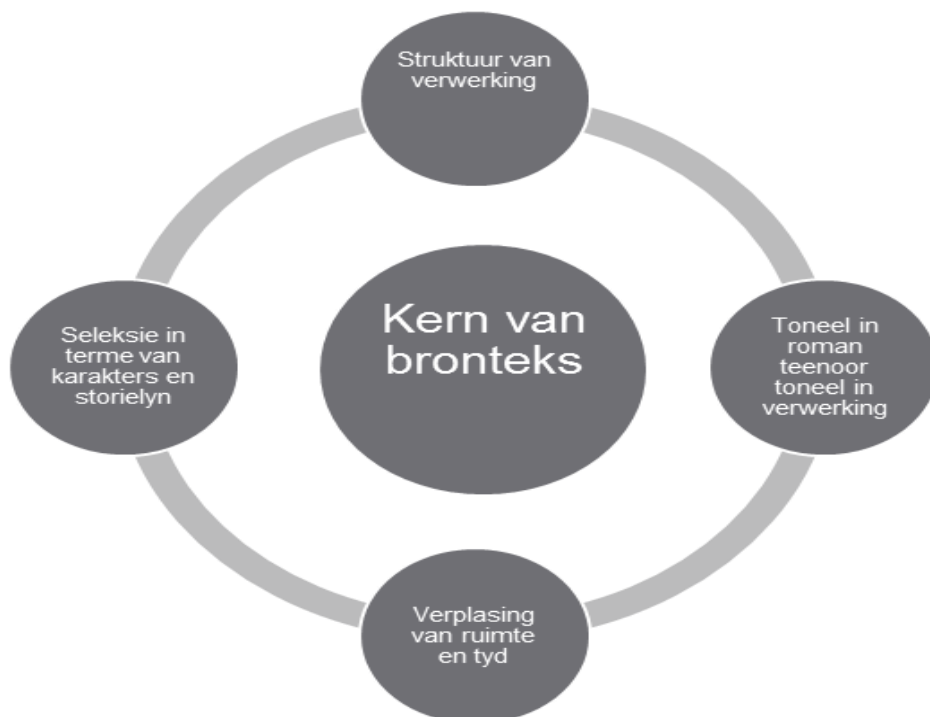 Struktuur van
verwerking
Kern van
bronteks
Seleksie in
terme van
karakters en
storielyn
Toneel in
roman
teenoor
toneel in
verwerking
Verplasing
van ruimte
en tyd